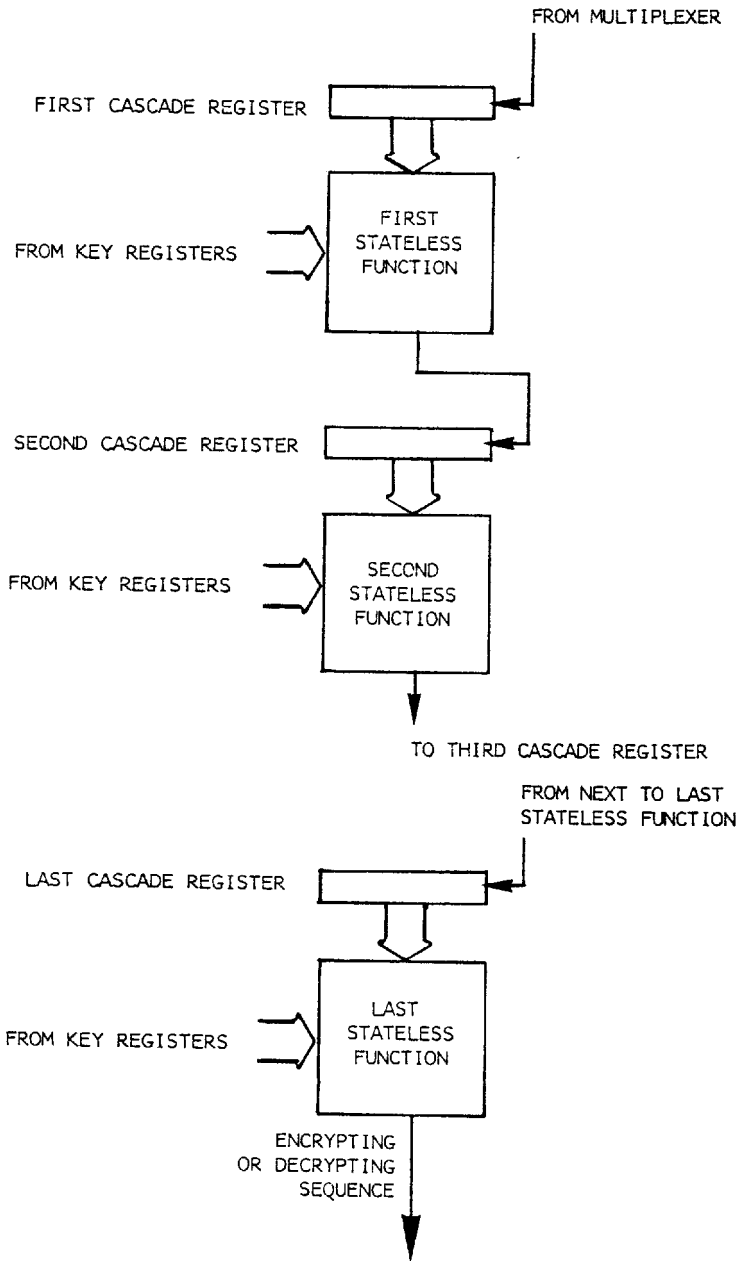 FROM MULTIPLEXER
FIRST CASCADE REGISTER
FIRST
STATELESS
FUNCTION
FROM KEY REGISTERS
SECOND CASCADE REGISTER
SECOND
STATELESS
FUNCTION
FROM KEY REGISTERS
TO THIRD CASCADE REGISTER
FROM NEXT TO LAST
STATELESS FUNCTION
LAST CASCADE REGISTER
LAST
STATELESS
FUNCTION
FROM KEY REGISTERS
ENCRYPTING
OR DECRYPTING
SEQUENCE